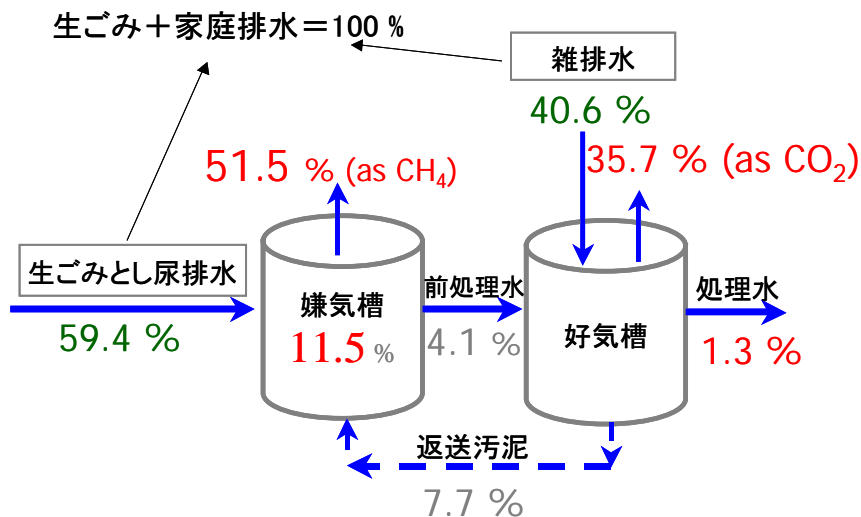 生ごみ＋家庭排水＝100 %
雑排水
40.6 %
51.5 % (as CH₄)
35.7 % (as CO₂)
生ごみとし尿排水
59.4 %
嫌気槽
11.5 %
前処理水
4.1 %
好気槽
処理水
1.3 %
返送汚泥
7.7 %